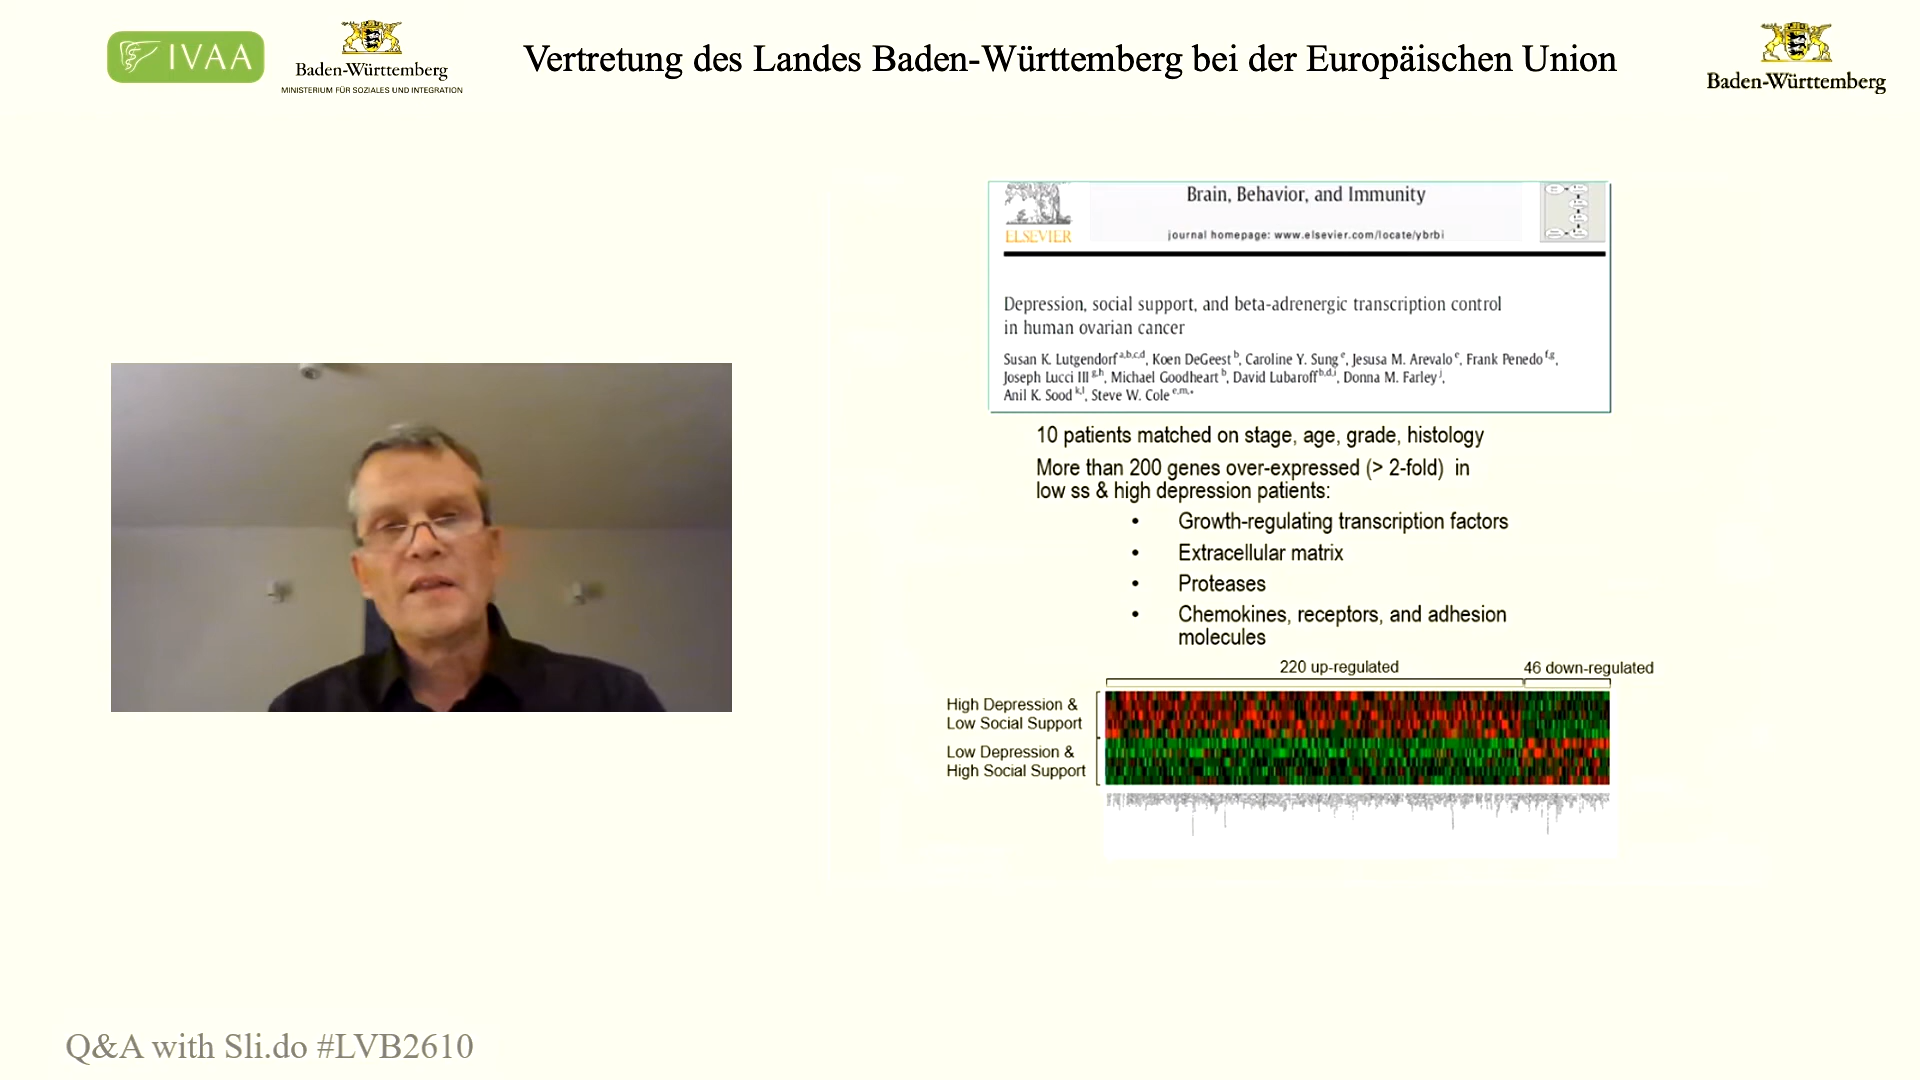 IVAA
Baden-Württemberg
MINISTERIUM FÜR SOZIALES UND INTEGRATION
Vertretung des Landes Baden-Württemberg bei der Europäischen Union
Baden-Württemberg
ELSEVIER
Brain, Behavior, and Immunity
journal homepage: www.elsevier.com/locate/ybrbi
Depression, social support, and beta-adrenergic transcription control
in human ovarian cancer
Susan K. Lutgendorf a,b,c,d, Koen DeGeest b, Caroline Y. Sung e, Jesusa M. Arevalo e, Frank Penedo f,g,
Joseph Lucci III g,h, Michael Goodheart b, David Lubaroff b,d,i, Donna M. Farley j,
Anil K. Sood k,l, Steve W. Cole e,m,*
10 patients matched on stage, age, grade, histology
More than 200 genes over-expressed (> 2-fold) in
low ss & high depression patients:
• Growth-regulating transcription factors
• Extracellular matrix
• Proteases
• Chemokines, receptors, and adhesion
molecules
220 up-regulated
46 down-regulated
High Depression &
Low Social Support
Low Depression &
High Social Support
Q&A with Sli.do #LVB2610